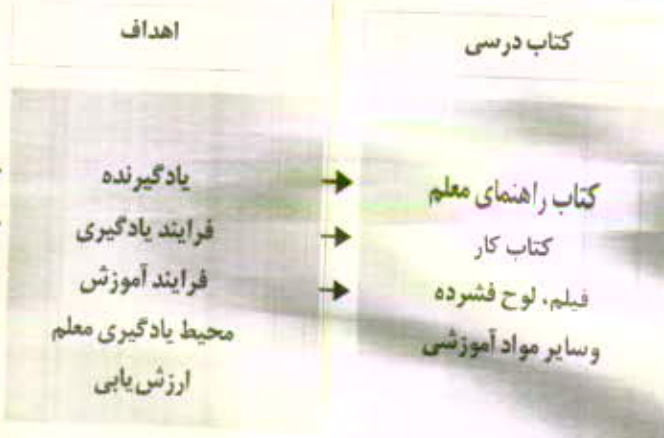 کتاب درسی
کتاب راهنمای معلم
کتاب کار
فیلم، لوح فشرده
وسایر مواد آموزشی
اهداف
یادگیرنده
فرایند یادگیری
فرایند آموزش
محیط یادگیری معلم
ارزش‌یابی